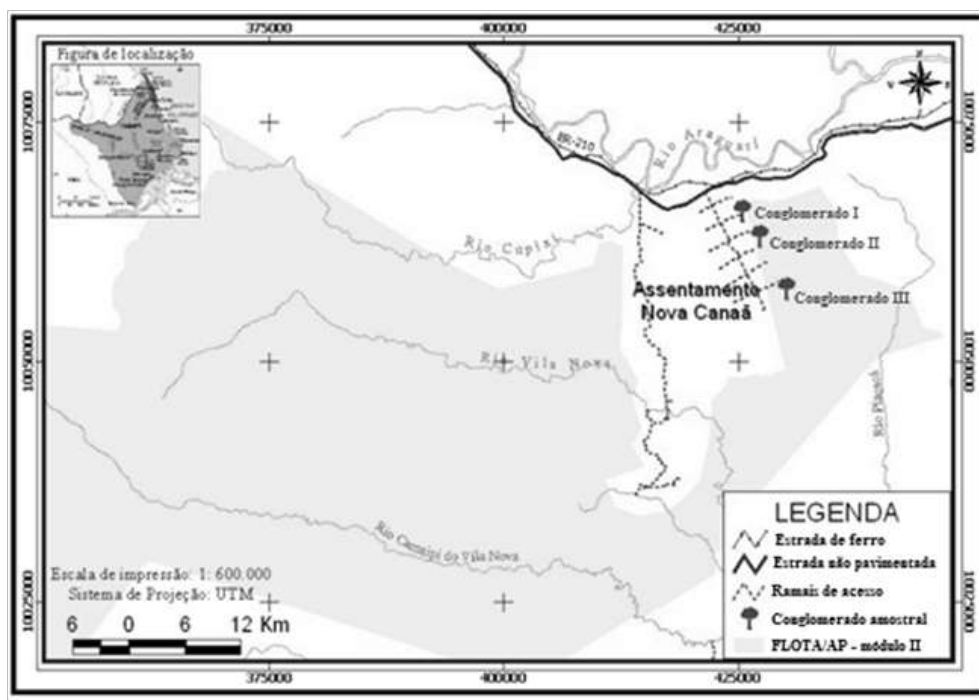 375000
400000
425000
Figura de localização
10075000
10075000
BR-210
Rio Araguari
Conglomerado I
Conglomerado II
Conglomerado III
Rio Cupixi
Assentamento
Nova Canaã
10050000
10050000
Rio Vila Nova
Rio Piaçacá
Rio Camaipi do Vila Nova
10025000
10025000
Escala de impressão: 1: 600.000
Sistema de Projeção: UTM
6 0 6 12 Km
LEGENDA
Estrada de ferro
Estrada não pavimentada
Ramais de acesso
Conglomerado amostral
FLOTA/AP - módulo II
375000
400000
425000